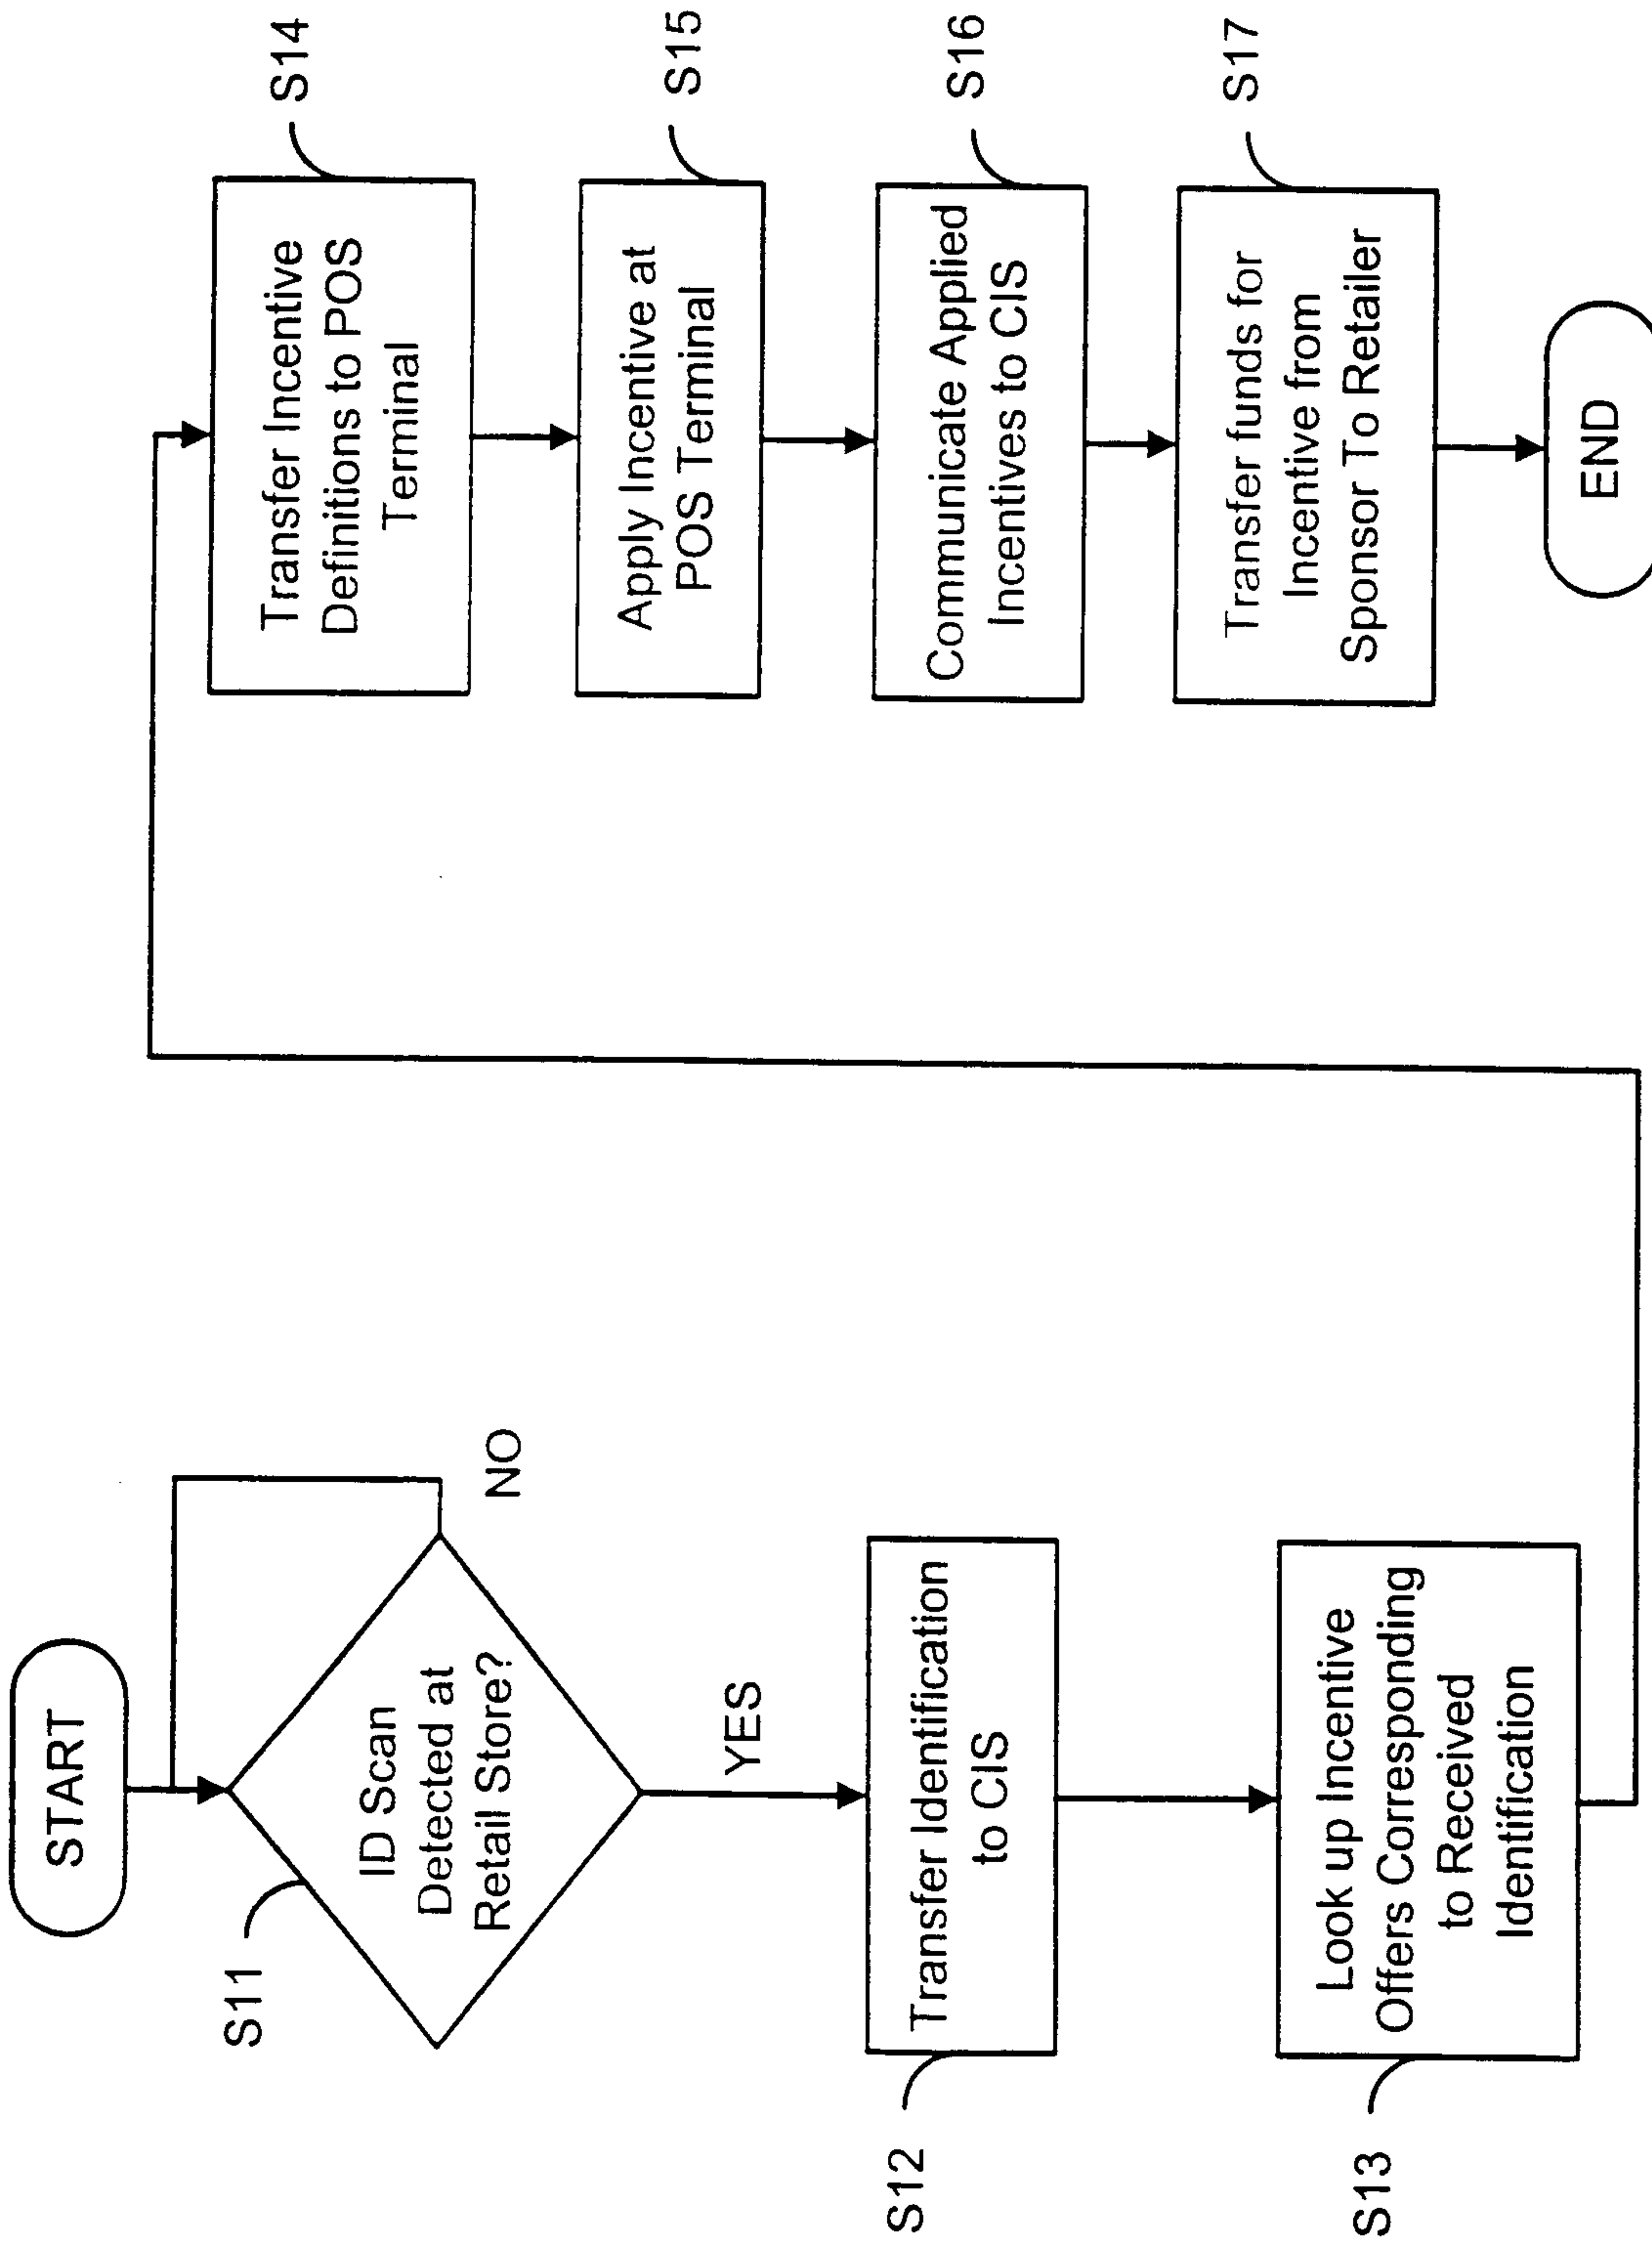 START
S11
ID Scan
Detected at
Retail Store?
NO
YES
S12
Transfer Identification
to CIS
S13
Look up Incentive
Offers Corresponding
to Received
Identification
S14
Transfer Incentive
Definitions to POS
Terminal
S15
Apply Incentive at
POS Terminal
S16
Communicate Applied
Incentives to CIS
S17
Transfer funds for
Incentive from
Sponsor To Retailer
END